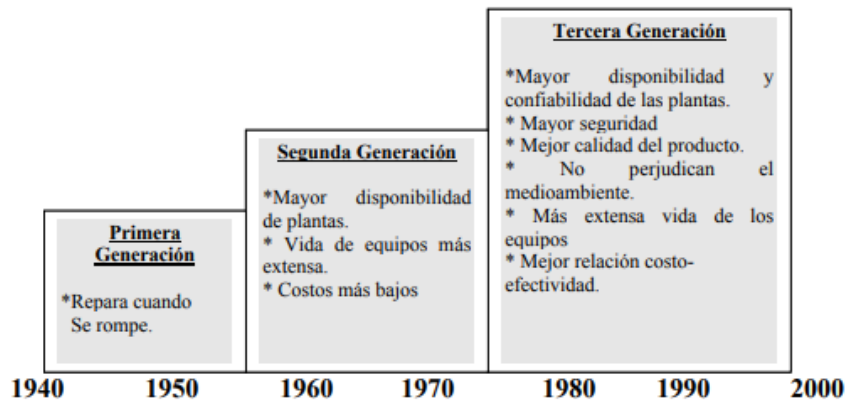 Primera
Generación
*Repara cuando
Se rompe.
Segunda Generación
*Mayor disponibilidad
de plantas.
* Vida de equipos más
extensa.
* Costos más bajos
Tercera Generación
*Mayor disponibilidad y
confiabilidad de las plantas.
* Mayor seguridad
* Mejor calidad del producto.
* No perjudican el
medioambiente.
* Más extensa vida de los
equipos
* Mejor relación costo-
efectividad.
1940 1950 1960 1970 1980 1990 2000